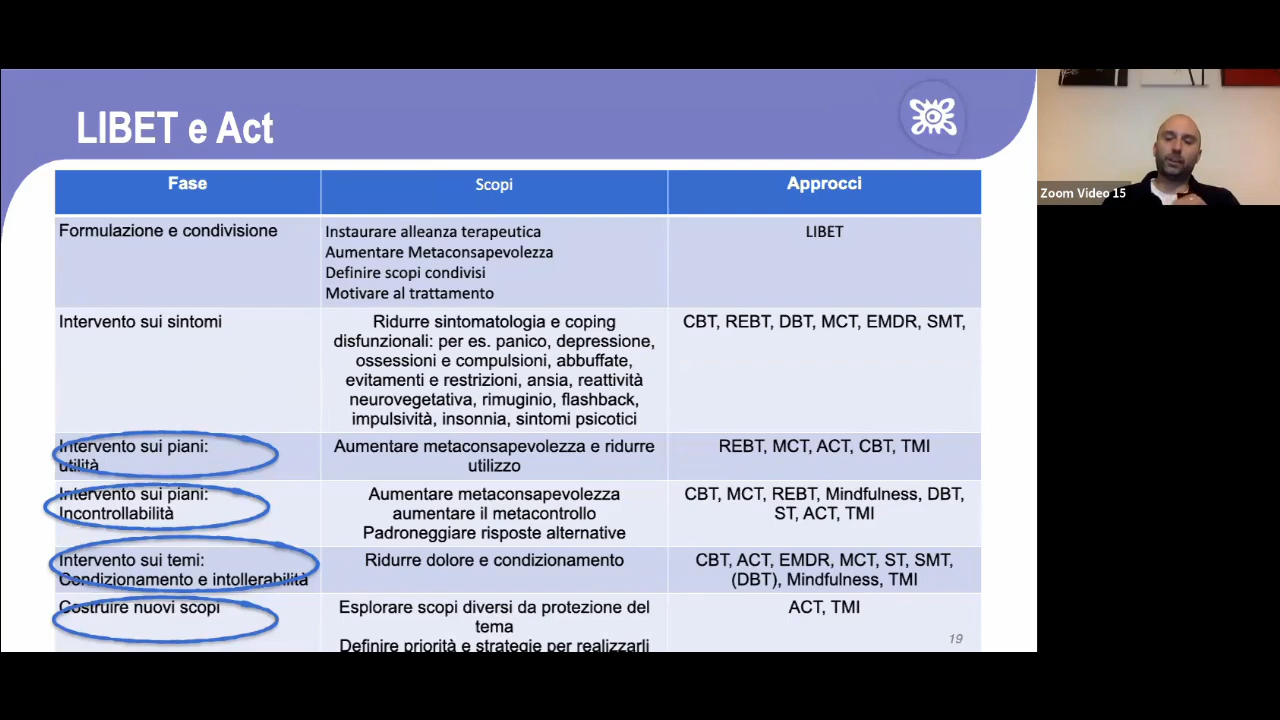 LIBET e Act
Fase
Scopi
Approcci
Formulazione e condivisione
Instaurare alleanza terapeutica
Aumentare Metaconsapevolezza
Definire scopi condivisi
Motivare al trattamento
LIBET
Intervento sui sintomi
Ridurre sintomatologia e coping
disfunzionali: per es. panico, depressione,
ossessioni e compulsioni, abbuffate,
evitamenti e restrizioni, ansia, reattività
neurovegetativa, rimuginio, flashback,
impulsività, insonnia, sintomi psicotici
CBT, REBT, DBT, MCT, EMDR, SMT,
Intervento sui piani:
utilità
Aumentare metaconsapevolezza e ridurre
utilizzo
REBT, MCT, ACT, CBT, TMI
Intervento sui piani:
Incontrollabilità
Aumentare metaconsapevolezza
aumentare il metacontrollo
Padroneggiare risposte alternative
CBT, MCT, REBT, Mindfulness, DBT,
ST, ACT, TMI
Intervento sui temi:
Condizionamento e intollerabilità
Ridurre dolore e condizionamento
CBT, ACT, EMDR, MCT, ST, SMT,
(DBT), Mindfulness, TMI
Costruire nuovi scopi
Esplorare scopi diversi da protezione del
tema
Definire priorità e strategie per realizzarli
ACT, TMI
19
Zoom Video 15